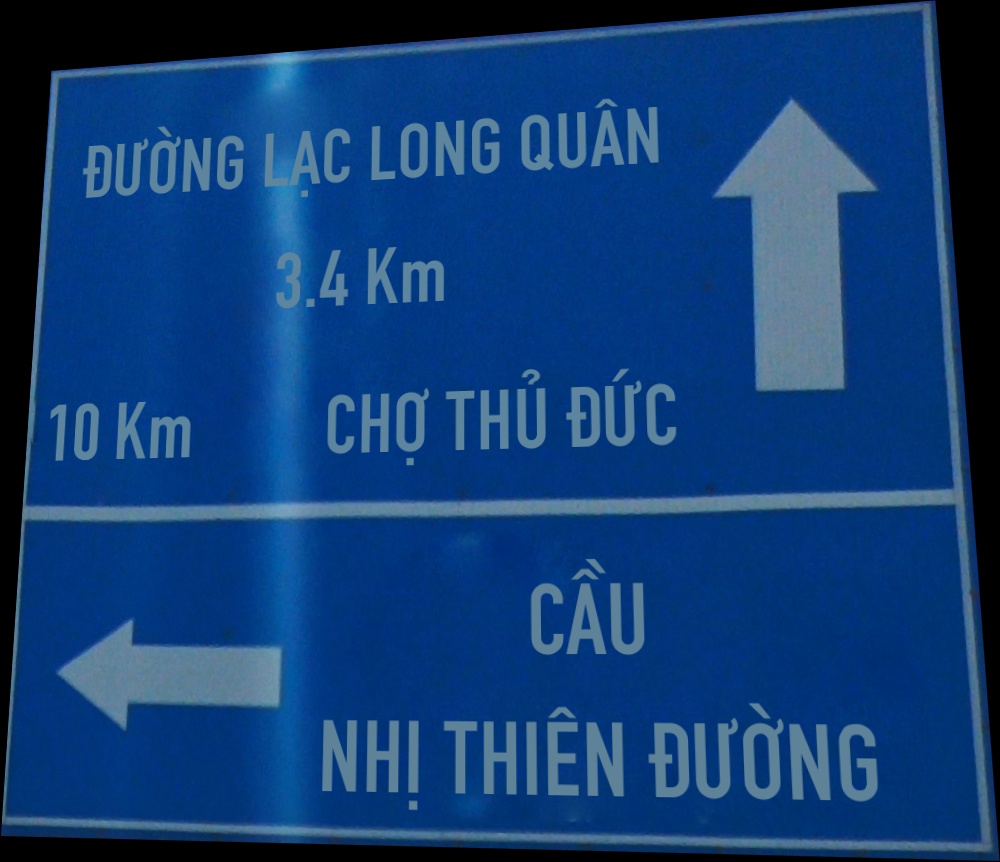 ĐƯỜNG LẠC LONG QUÂN
3.4 Km
10 Km CHỢ THỦ ĐỨC
CẦU
NHỊ THIÊN ĐƯỜNG